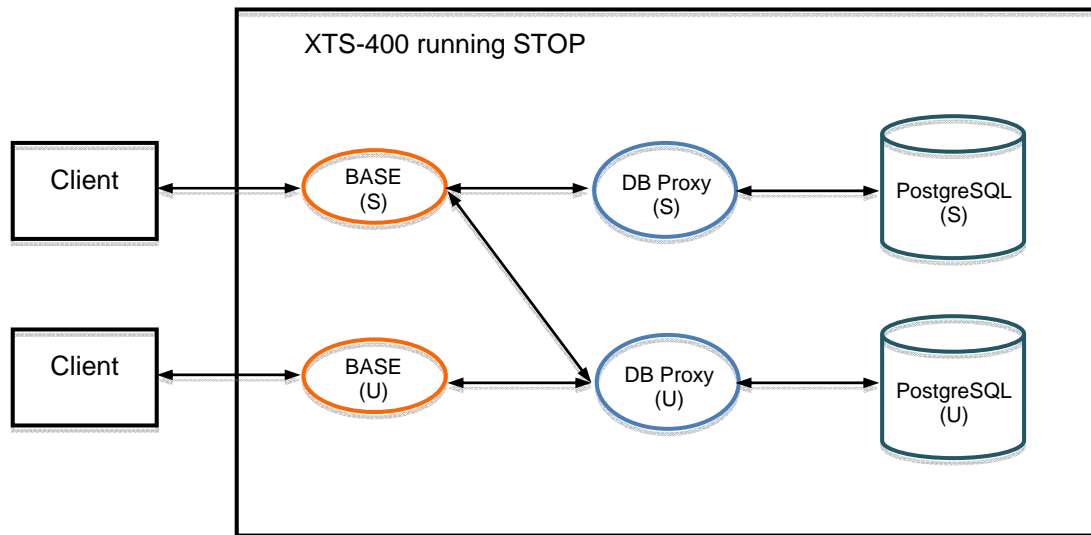 XTS-400 running STOP
Client
BASE
(S)
DB Proxy
(S)
PostgreSQL
(S)
Client
BASE
(U)
DB Proxy
(U)
PostgreSQL
(U)